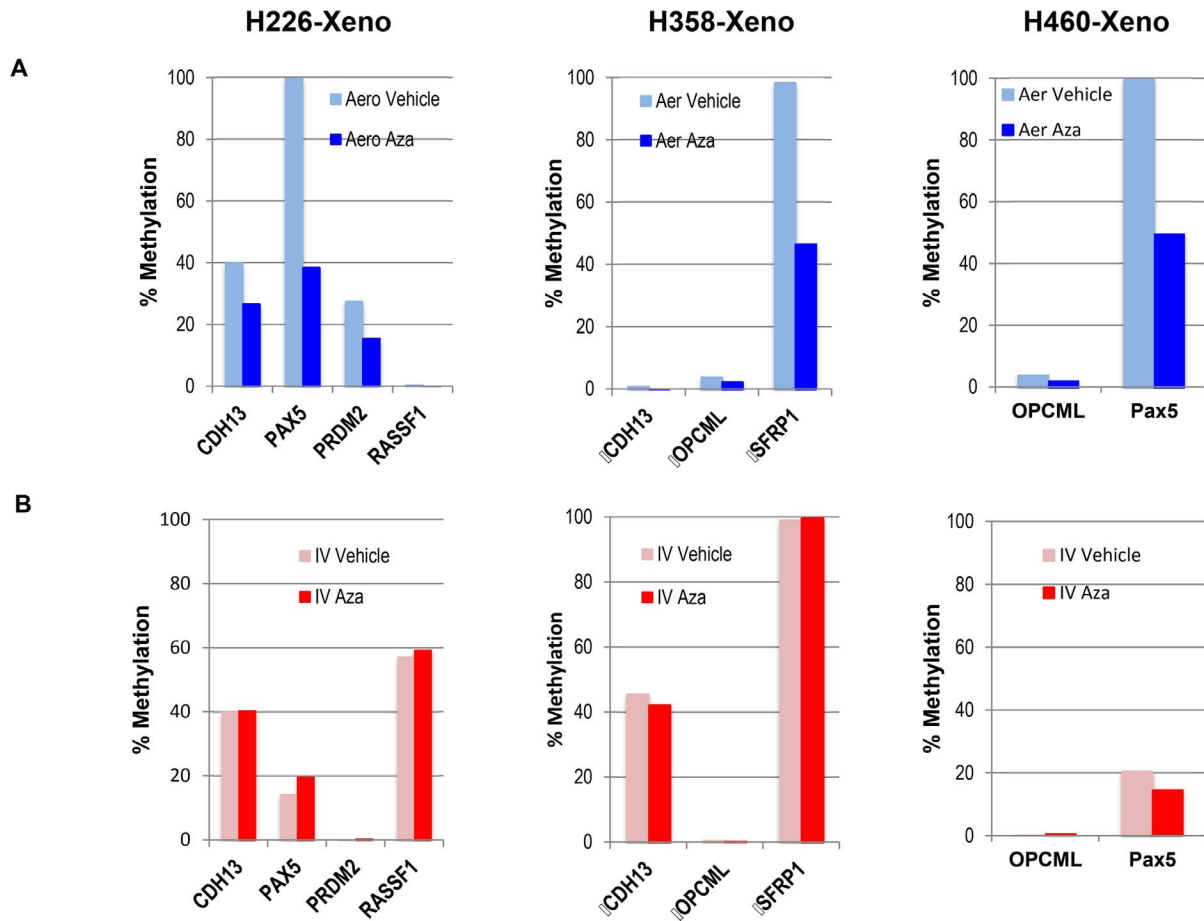 H226-Xeno
H358-Xeno
H460-Xeno
A
% Methylation
100
80
60
40
20
0
Aero Vehicle
Aero Aza
CDH13
PAX5
PRDM2
RASSF1
% Methylation
100
80
60
40
20
0
Aer Vehicle
Aer Aza
CDH13
OPCML
SFRP1
% Methylation
100
80
60
40
20
0
Aer Vehicle
Aer Aza
OPCML
Pax5
B
% Methylation
100
80
60
40
20
0
IV Vehicle
IV Aza
CDH13
PAX5
PRDM2
RASSF1
% Methylation
100
80
60
40
20
0
IV Vehicle
IV Aza
CDH13
OPCML
SFRP1
% Methylation
100
80
60
40
20
0
IV Vehicle
IV Aza
OPCML
Pax5